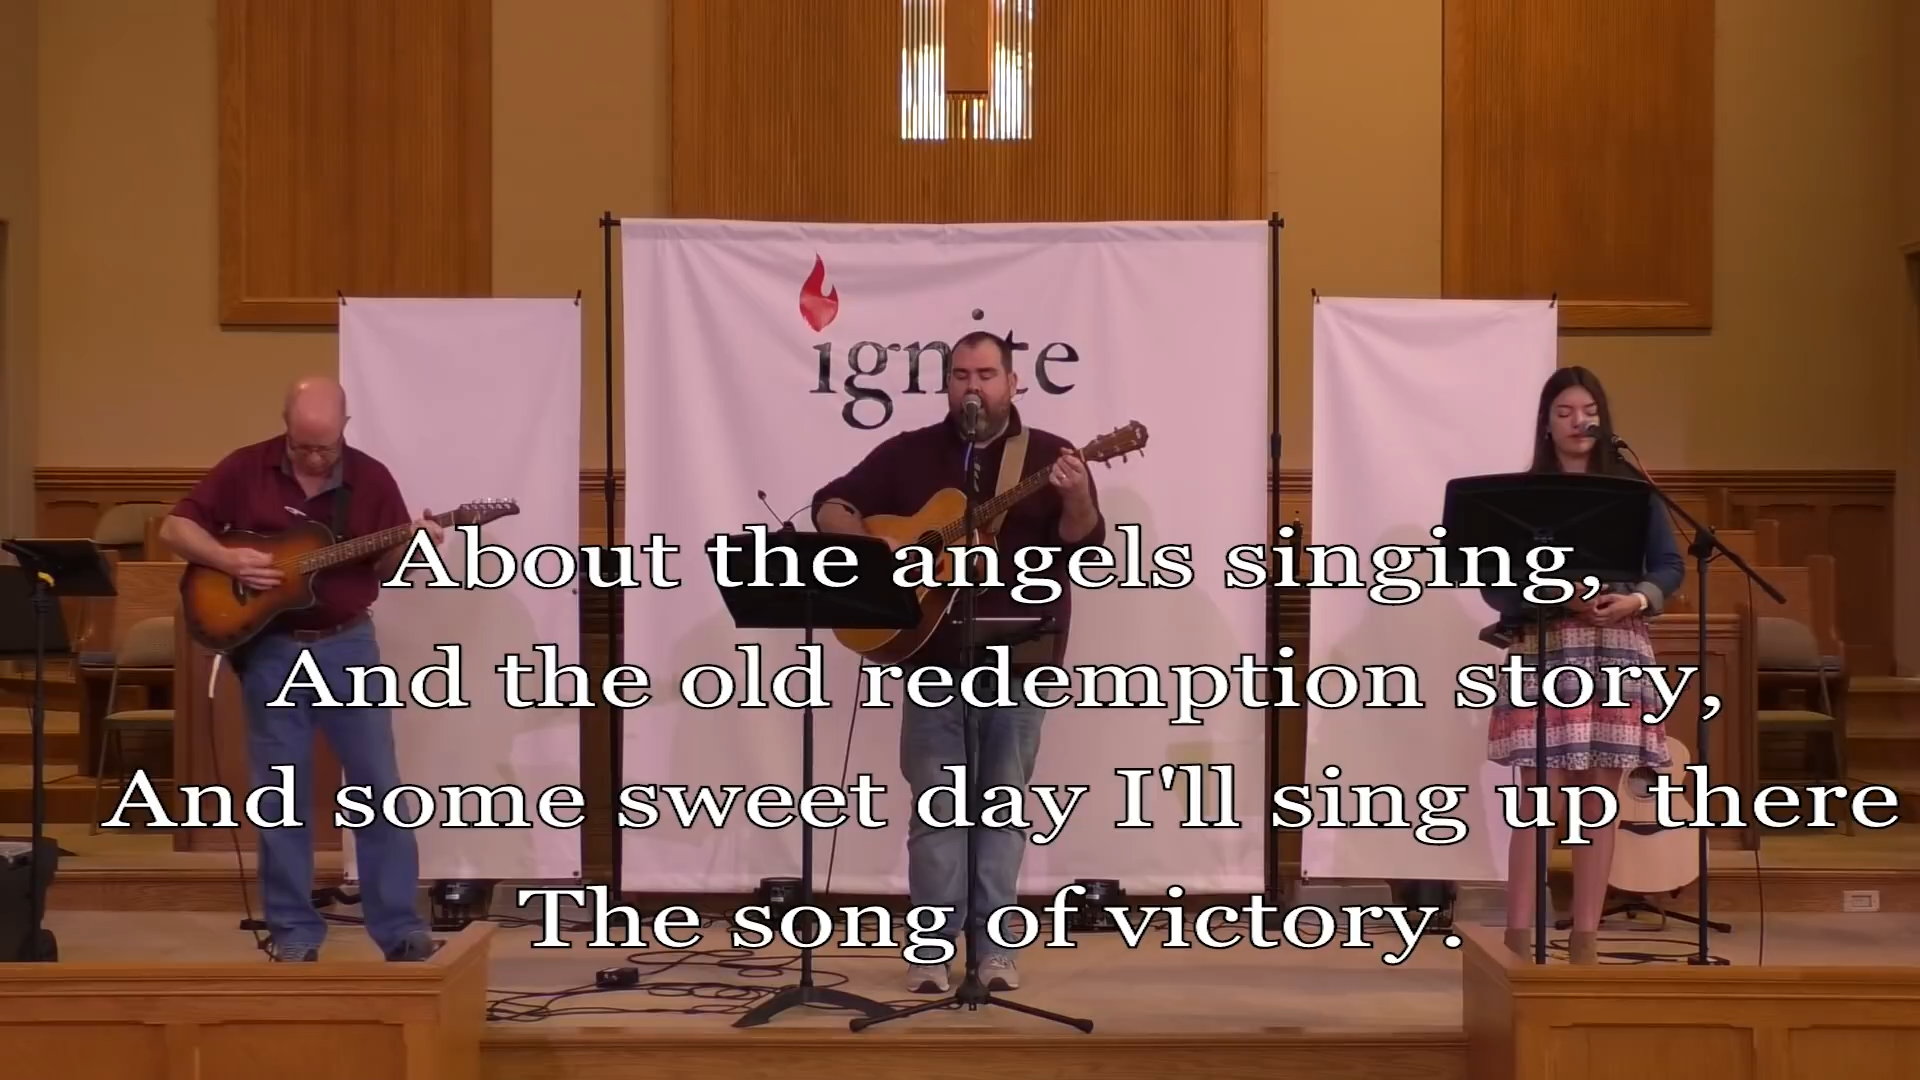 ignite
About the angels singing,
And the old redemption story,
And some sweet day I'll sing up there
The song of victory.